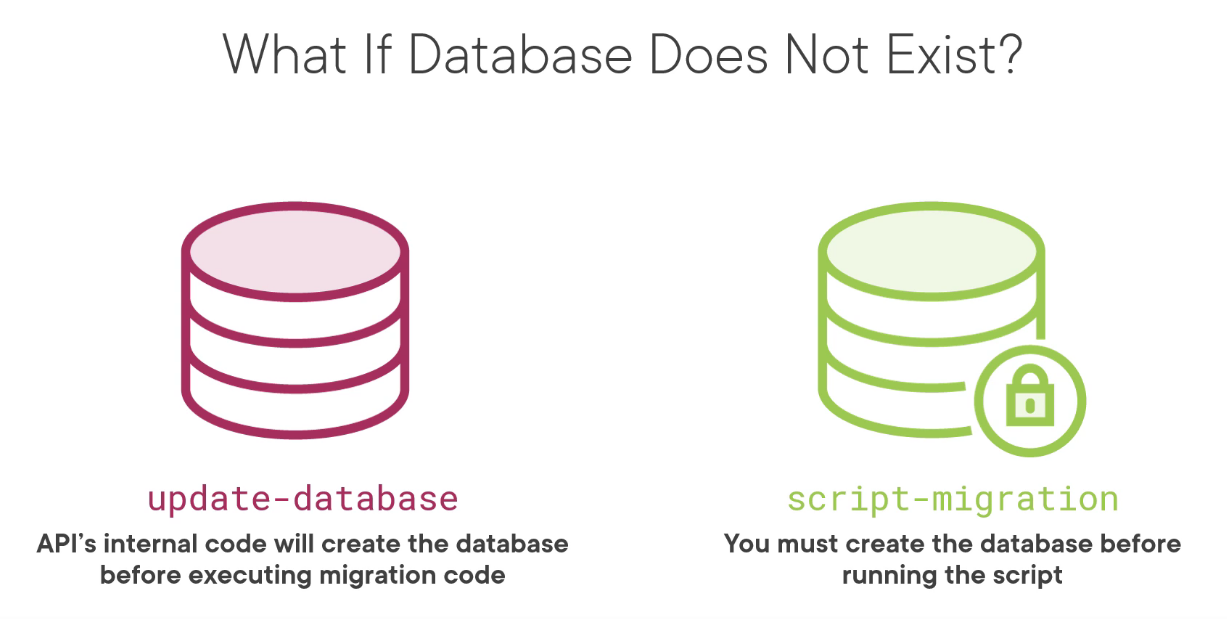 What If Database Does Not Exist?
update-database
API’s internal code will create the database
before executing migration code
script-migration
You must create the database before
running the script